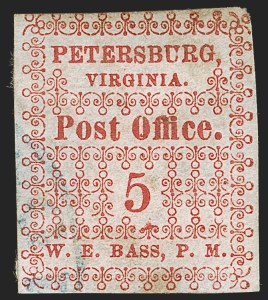 PETERSBURG,
VIRGINIA.
Post Office.
5
W. E. BASS, P. M.